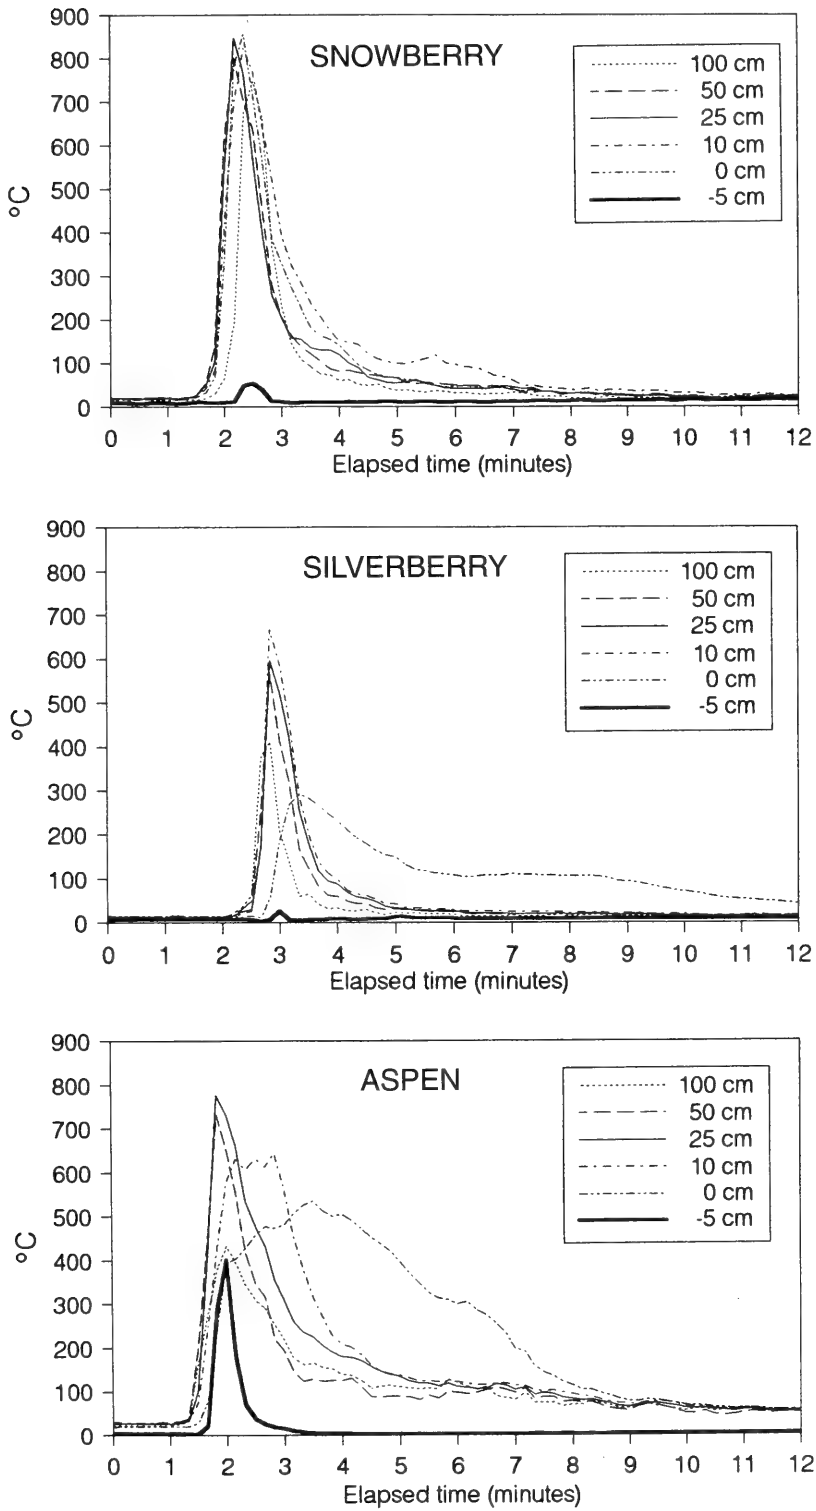 SNOWBERRY
°C
900
800
700
600
500
400
300
200
100
0
100 cm
50 cm
25 cm
10 cm
0 cm
-5 cm
0 1 2 3 4 5 6 7 8 9 10 11 12
Elapsed time (minutes)
SILVERBERRY
°C
900
800
700
600
500
400
300
200
100
0
100 cm
50 cm
25 cm
10 cm
0 cm
-5 cm
0 1 2 3 4 5 6 7 8 9 10 11 12
Elapsed time (minutes)
ASPEN
°C
900
800
700
600
500
400
300
200
100
0
100 cm
50 cm
25 cm
10 cm
0 cm
-5 cm
0 1 2 3 4 5 6 7 8 9 10 11 12
Elapsed time (minutes)